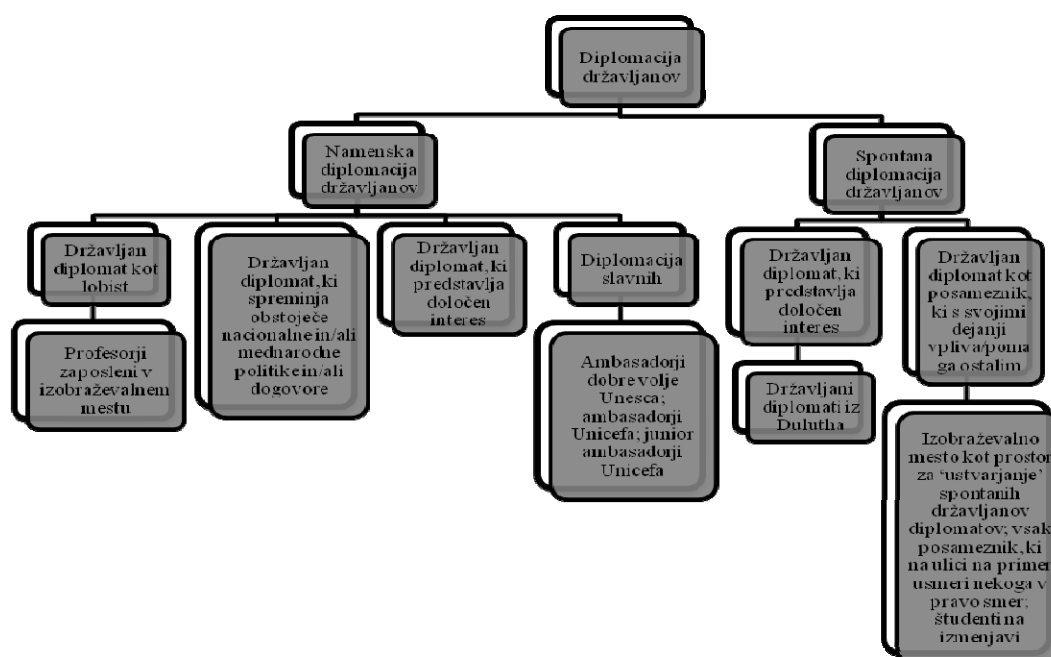 Diplomacija
državljanov
Namenska
diplomacija
državljanov
Spontana
diplomacija
državljanov
Državljan
diplomat kot
lobist
Državljan
diplomat, ki
spreminja
obstoječe
nacionalne in/ali
mednarodne
politike in/ali
dogovore
Državljan
diplomat, ki
predstavlja
določen
interes
Diplomacija
slavnih
Državljan
diplomat, ki
predstavlja
določen
interes
Državljan
diplomat kot
posameznik,
ki s svojimi
dejanji
vpliva/poma
ga ostalim
Profesorji
zaposleni v
izobraževalnem
mestu
Ambasadorji
dobre volje
Unesca;
ambasadorji
Unicefa; junior
ambasadorji
Unicefa
Državljani
diplomati iz
Dulutha
Izobraževalno
mesto kot prostor
za ‘ustvarjanje’
spontanih
državljanov
diplomatov; vsak
posameznik, ki
na ulici na primer
usmeri nekoga v
pravo smer;
študenti na
izmenjavi